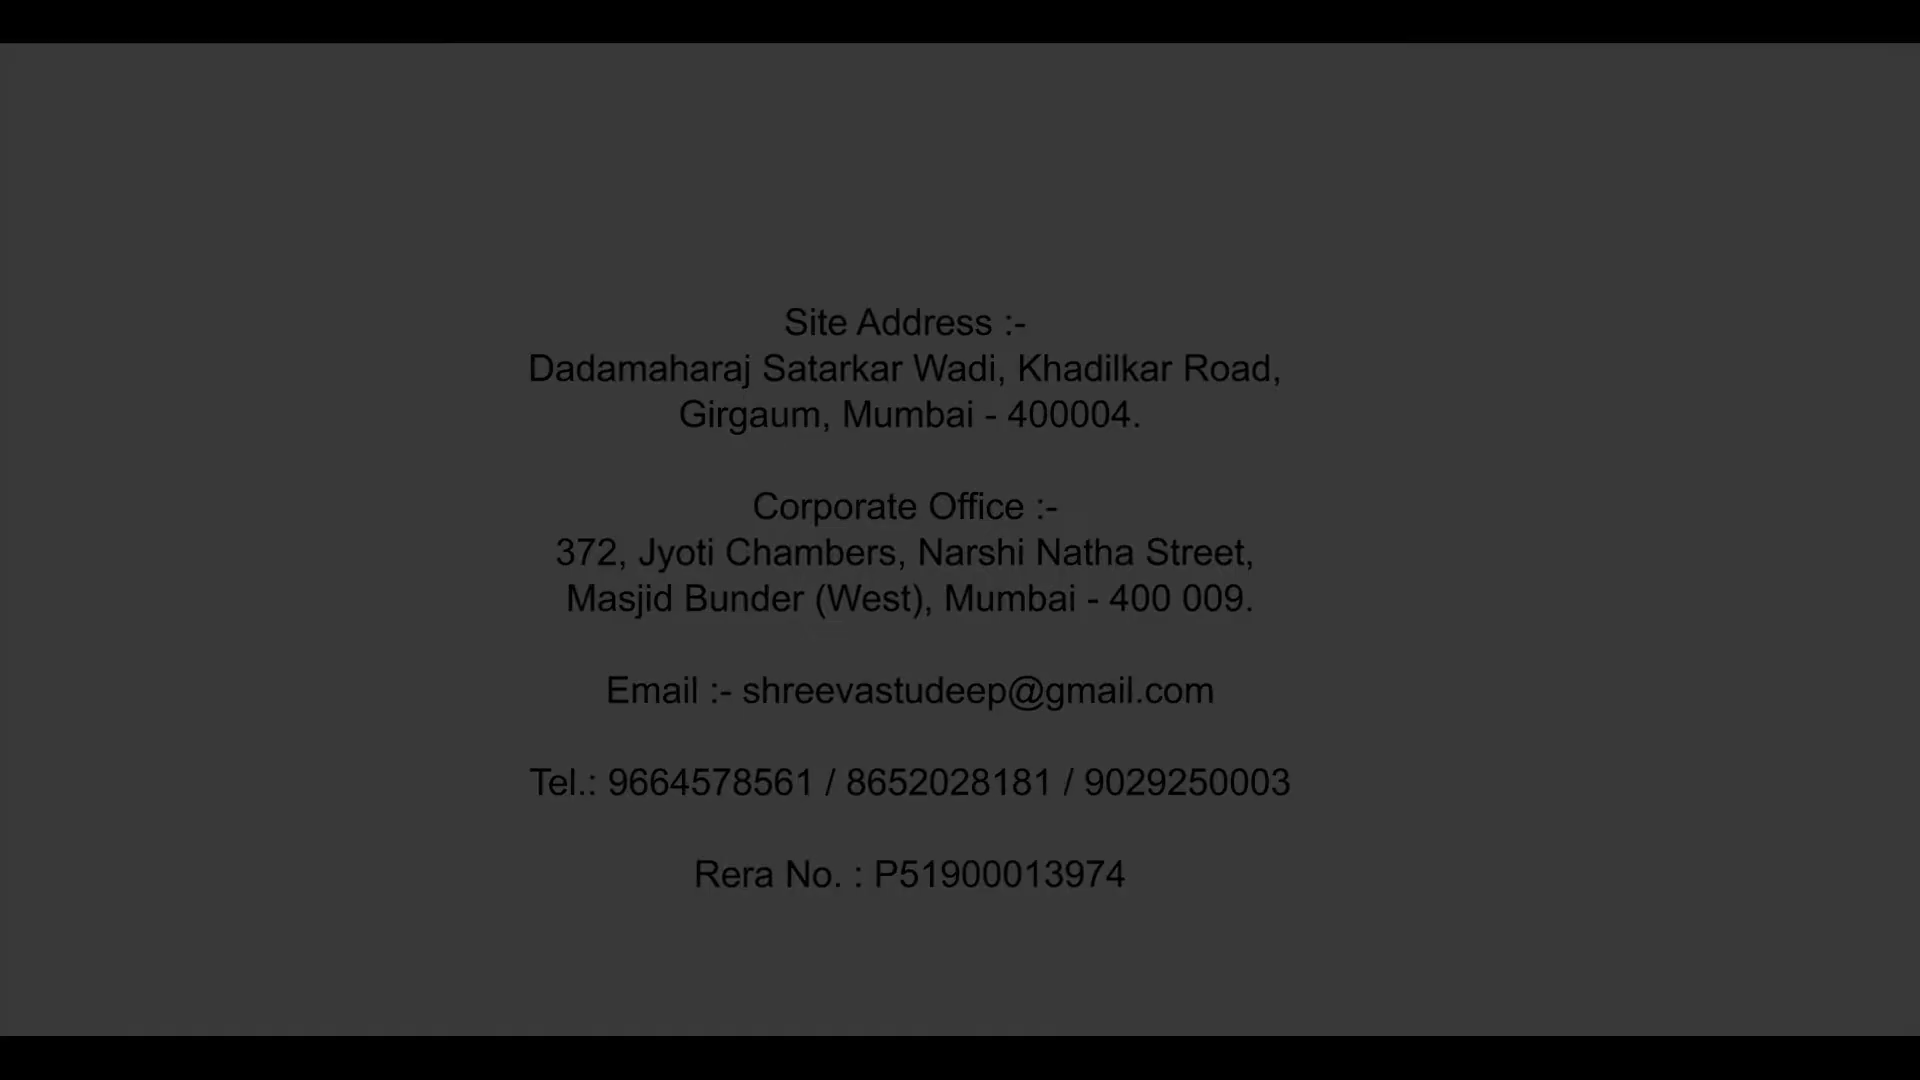 Site Address :-
Dadamaharaj Satarkar Wadi, Khadilkar Road,
Girgaum, Mumbai - 400004.
Corporate Office :-
372, Jyoti Chambers, Narshi Natha Street,
Masjid Bunder (West), Mumbai - 400 009.
Email :- shreevastudeep@gmail.com
Tel.: 9664578561 / 8652028181 / 9029250003
Rera No. : P51900013974